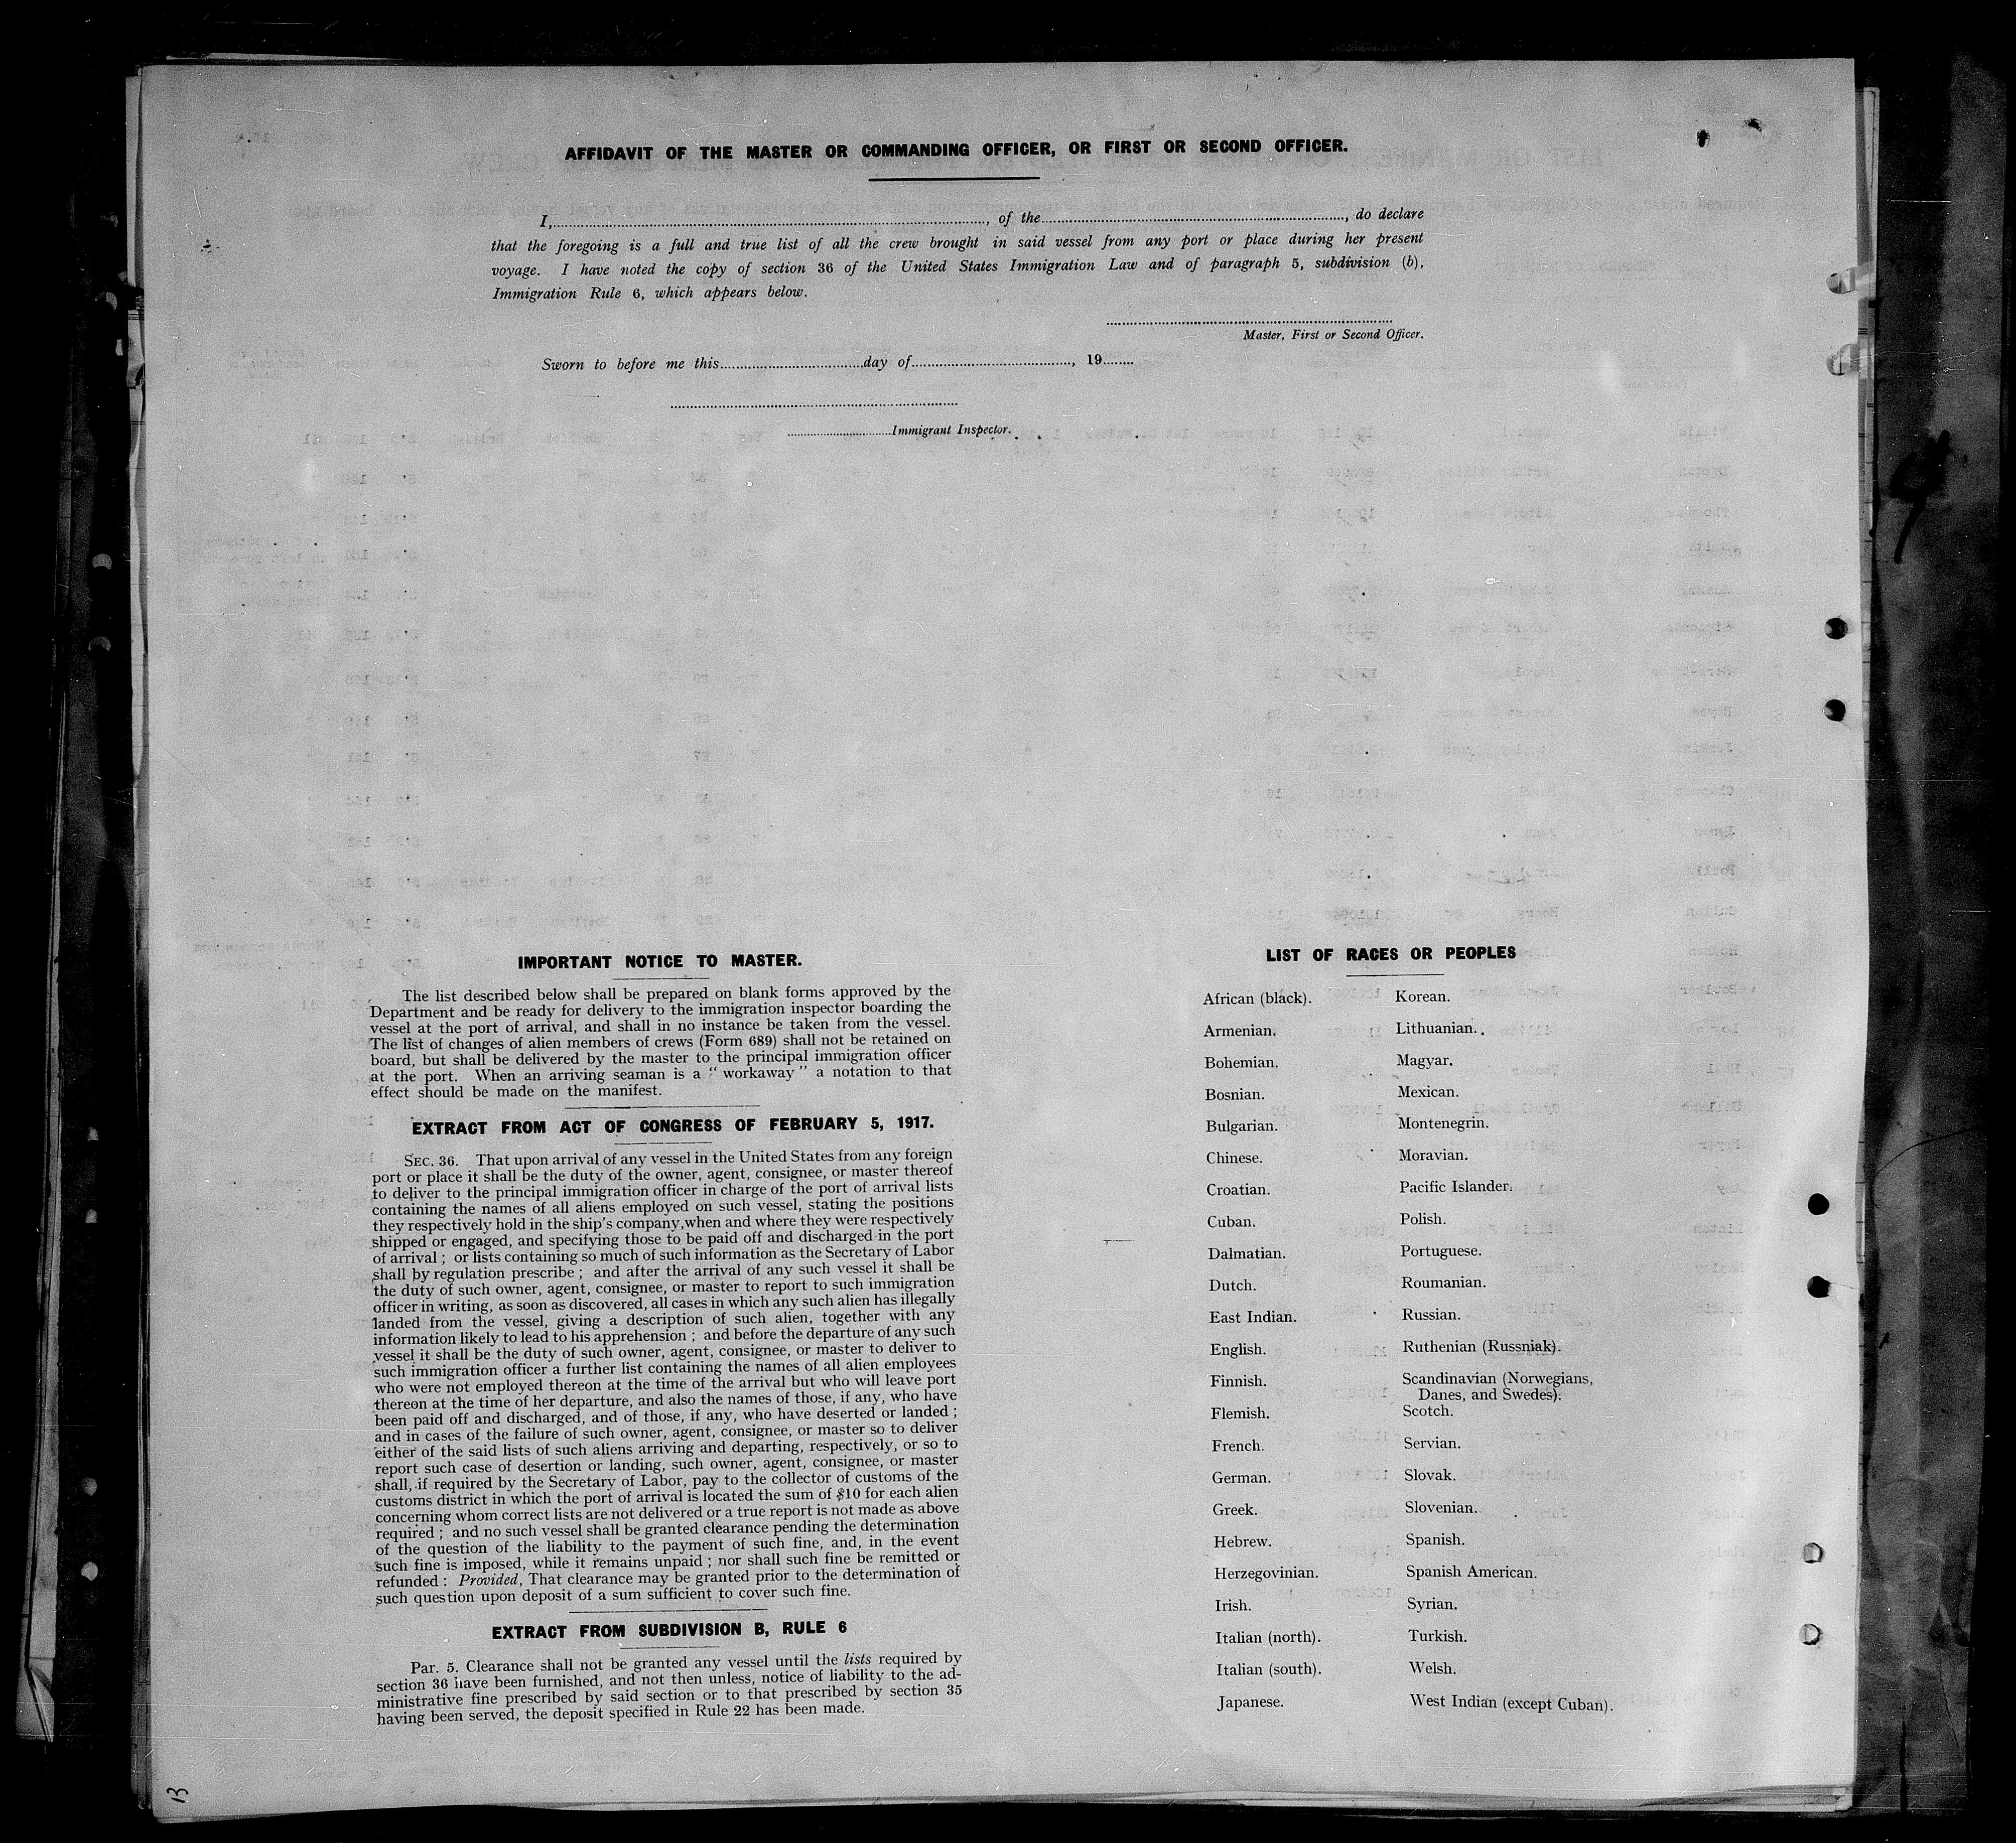 AFFIDAVIT OF THE MASTER OR COMMANDING OFFICER, OR FIRST OR SECOND OFFICER.
I,........................, of the........................, do declare
that the foregoing is a full and true list of all the crew brought in said vessel from any port or place during her present
voyage. I have noted the copy of section 36 of the United States Immigration Law and of paragraph 5, subdivision (b),
Immigration Rule 6, which appears below.
Master, First or Second Officer.
Sworn to before me this................day of................, 19........
................Immigrant Inspector.
IMPORTANT NOTICE TO MASTER.
The list described below shall be prepared on blank forms approved by the
Department and be ready for delivery to the immigration inspector boarding the
vessel at the port of arrival, and shall in no instance be taken from the vessel.
The list of changes of alien members of crews (Form 689) shall not be retained on
board, but shall be delivered by the master to the principal immigration officer
at the port. When an arriving seaman is a "workaway" a notation to that
effect should be made on the manifest.
EXTRACT FROM ACT OF CONGRESS OF FEBRUARY 5, 1917.
SEC. 36. That upon arrival of any vessel in the United States from any foreign
port or place it shall be the duty of the owner, agent, consignee, or master thereof
to deliver to the principal immigration officer in charge of the port of arrival lists
containing the names of all aliens employed on such vessel, stating the positions
they respectively hold in the ship's company, when and where they were respectively
shipped or engaged, and specifying those to be paid off and discharged in the port
of arrival; or lists containing so much of such information as the Secretary of Labor
shall by regulation prescribe; and after the arrival of any such vessel it shall be
the duty of such owner, agent, consignee, or master to report to such immigration
officer in writing, as soon as discovered, all cases in which any such alien has illegally
landed from the vessel, giving a description of such alien, together with any
information likely to lead to his apprehension; and before the departure of any such
vessel it shall be the duty of such owner, agent, consignee, or master to deliver to
such immigration officer a further list containing the names of all alien employees
who were not employed thereon at the time of the arrival but who will leave port
thereon at the time of her departure, and also the names of those, if any, who have
been paid off and discharged, and of those, if any, who have deserted or landed;
and in cases of the failure of such owner, agent, consignee, or master so to deliver
either of the said lists of such aliens arriving and departing, respectively, or so to
report such case of desertion or landing, such owner, agent, consignee, or master
shall, if required by the Secretary of Labor, pay to the collector of customs of the
customs district in which the port of arrival is located the sum of $10 for each alien
concerning whom correct lists are not delivered or a true report is not made as above
required; and no such vessel shall be granted clearance pending the determination
of the question of the liability to the payment of such fine, and, in the event
such fine is imposed, while it remains unpaid; nor shall such fine be remitted or
refunded: Provided, That clearance may be granted prior to the determination of
such question upon deposit of a sum sufficient to cover such fine.
EXTRACT FROM SUBDIVISION B, RULE 6
Par. 5. Clearance shall not be granted any vessel until the lists required by
section 36 have been furnished, and not then unless, notice of liability to the ad-
ministrative fine prescribed by said section or to that prescribed by section 35
having been served, the deposit specified in Rule 22 has been made.
LIST OF RACES OR PEOPLES
African (black).
Armenian.
Bohemian.
Bosnian.
Bulgarian.
Chinese.
Croatian.
Cuban.
Dalmatian.
Dutch.
East Indian.
English.
Finnish.
Flemish.
French.
German.
Greek.
Hebrew.
Herzegovinian.
Irish.
Italian (north).
Italian (south).
Japanese.
Korean.
Lithuanian.
Magyar.
Mexican.
Montenegrin.
Moravian.
Pacific Islander.
Polish.
Portuguese.
Roumanian.
Russian.
Ruthenian (Russniak).
Scandinavian (Norwegians,
Danes, and Swedes).
Scotch.
Servian.
Slovak.
Slovenian.
Spanish.
Spanish American.
Syrian.
Turkish.
Welsh.
West Indian (except Cuban).
13